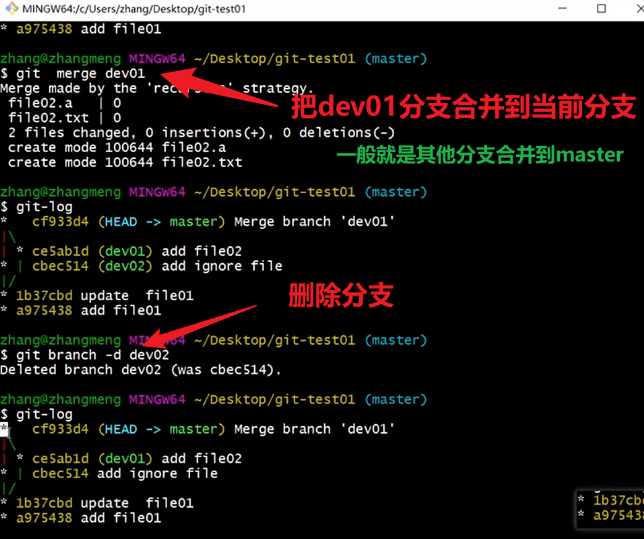 MINGW64:/c/Users/zhang/Desktop/git-test01
* a975438 add file01
zhang@zhangmeng MINGW64 ~/Desktop/git-test01 (master)
$ git  merge dev01
Merge made by the 'recursive' strategy.
 file02.a   | 0
 file02.txt | 0
 2 files changed, 0 insertions(+), 0 deletions(-)
 create mode 100644 file02.a
 create mode 100644 file02.txt
把dev01分支合并到当前分支
一般就是其他分支合并到master
zhang@zhangmeng MINGW64 ~/Desktop/git-test01 (master)
$ git-log
*   cf933d4 (HEAD -> master) Merge branch 'dev01'
|\
| * ce5ab1d (dev01) add file02
* | cbec514 (dev02) add ignore file
|/
* 1b37cbd update  file01
* a975438 add file01
删除分支
zhang@zhangmeng MINGW64 ~/Desktop/git-test01 (master)
$ git branch -d dev02
Deleted branch dev02 (was cbec514).
zhang@zhangmeng MINGW64 ~/Desktop/git-test01 (master)
$ git-log
*   cf933d4 (HEAD -> master) Merge branch 'dev01'
|\
| * ce5ab1d (dev01) add file02
* | cbec514 add ignore file
|/
* 1b37cbd update  file01
* a975438 add file01
* 1b37cb
* a97543